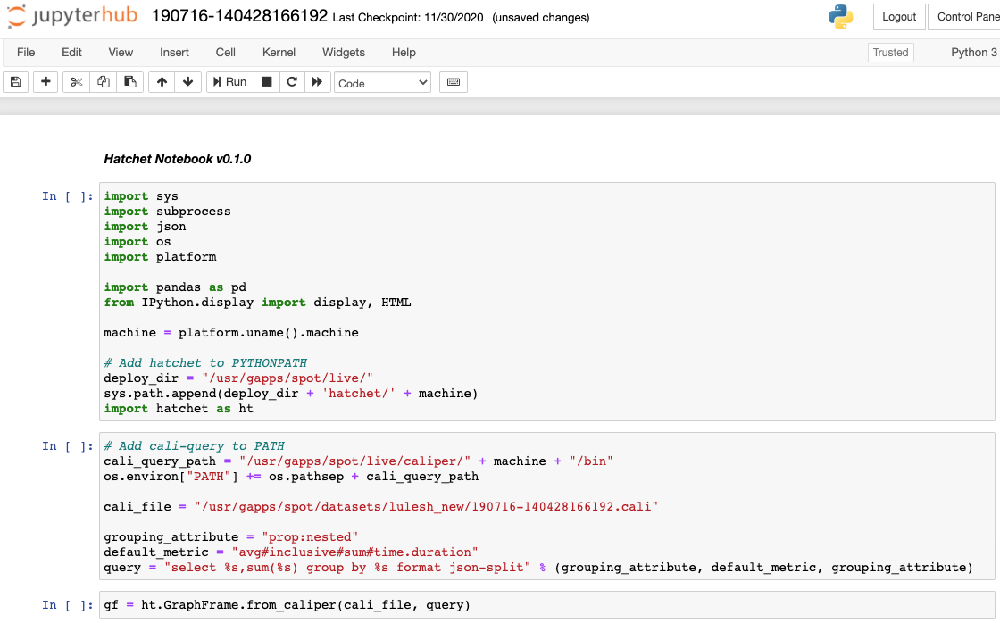 jupyterhub 190716-140428166192 Last Checkpoint: 11/30/2020 (unsaved changes) Logout Control Pane
File Edit View Insert Cell Kernel Widgets Help Trusted Python 3
Run Code
Hatchet Notebook v0.1.0
In [ ]: import sys
import subprocess
import json
import os
import platform
import pandas as pd
from IPython.display import display, HTML
machine = platform.uname().machine
# Add hatchet to PYTHONPATH
deploy_dir = "/usr/gapps/spot/live/"
sys.path.append(deploy_dir + 'hatchet/' + machine)
import hatchet as ht
In [ ]: # Add cali-query to PATH
cali_query_path = "/usr/gapps/spot/live/caliper/" + machine + "/bin"
os.environ["PATH"] += os.pathsep + cali_query_path
cali_file = "/usr/gapps/spot/datasets/lulesh_new/190716-140428166192.cali"
grouping_attribute = "prop:nested"
default_metric = "avg#inclusive#sum#time.duration"
query = "select %s,sum(%s) group by %s format json-split" % (grouping_attribute, default_metric, grouping_attribute)
In [ ]: gf = ht.GraphFrame.from_caliper(cali_file, query)